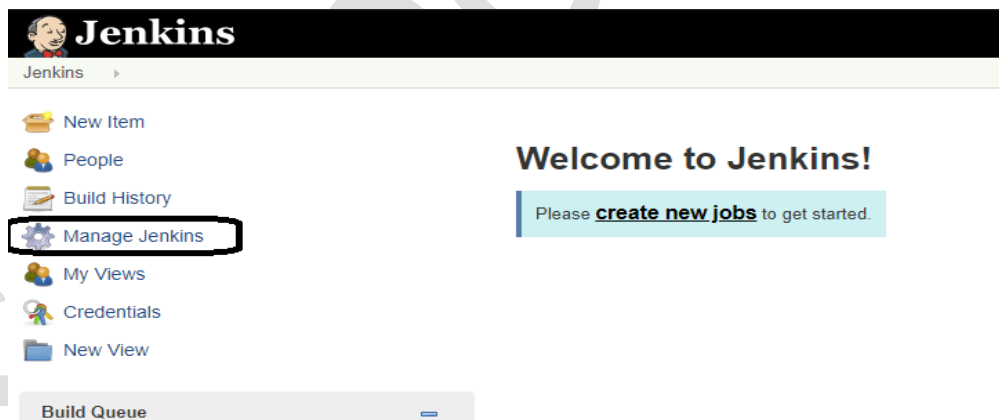 Jenkins
Jenkins
New Item
People
Build History
Manage Jenkins
My Views
Credentials
New View
Build Queue
Welcome to Jenkins!
Please create new jobs to get started.